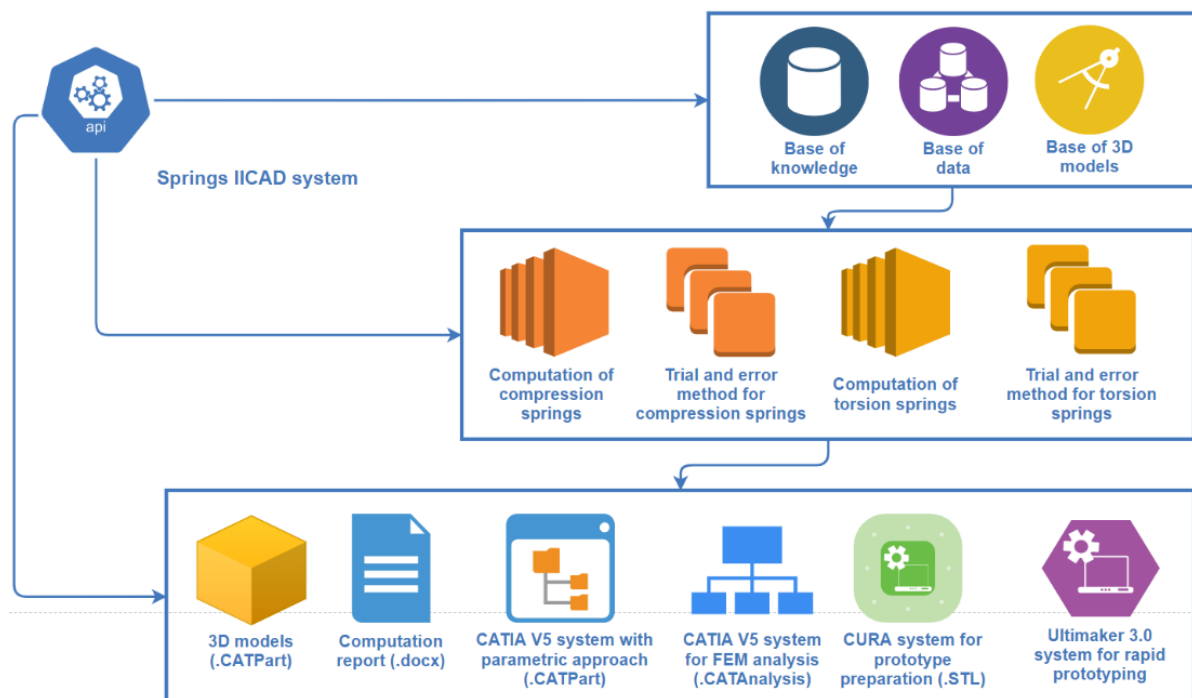 api
Springs IICAD system
Base of
knowledge
Base of
data
Base of 3D
models
Computation of
compression
springs
Trial and error
method for
compression springs
Computation of
torsion springs
Trial and error
method for torsion
springs
3D models
(.CATPart)
Computation
report (.docx)
CATIA V5 system with
parametric approach
(.CATPart)
CATIA V5 system
for FEM analysis
(.CATAnalysis)
CURA system for
prototype
preparation (.STL)
Ultimaker 3.0
system for rapid
prototyping